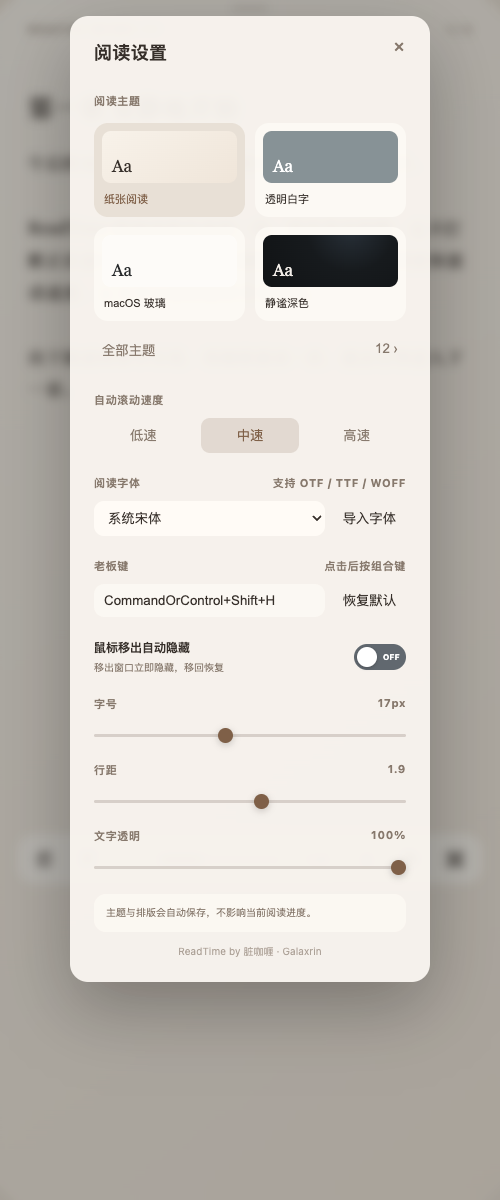 阅读设置
×
阅读主题
Aa
纸张阅读
Aa
透明白字
Aa
macOS 玻璃
Aa
静谧深色
全部主题
12 ›
自动滚动速度
低速
中速
高速
阅读字体
支持 OTF / TTF / WOFF
系统宋体
导入字体
老板键
点击后按组合键
CommandOrControl+Shift+H
恢复默认
鼠标移出自动隐藏
移出窗口立即隐藏，移回恢复
OFF
字号
17px
行距
1.9
文字透明
100%
主题与排版会自动保存，不影响当前阅读进度。
ReadTime by 脏咖喱 · Gaiaxrin